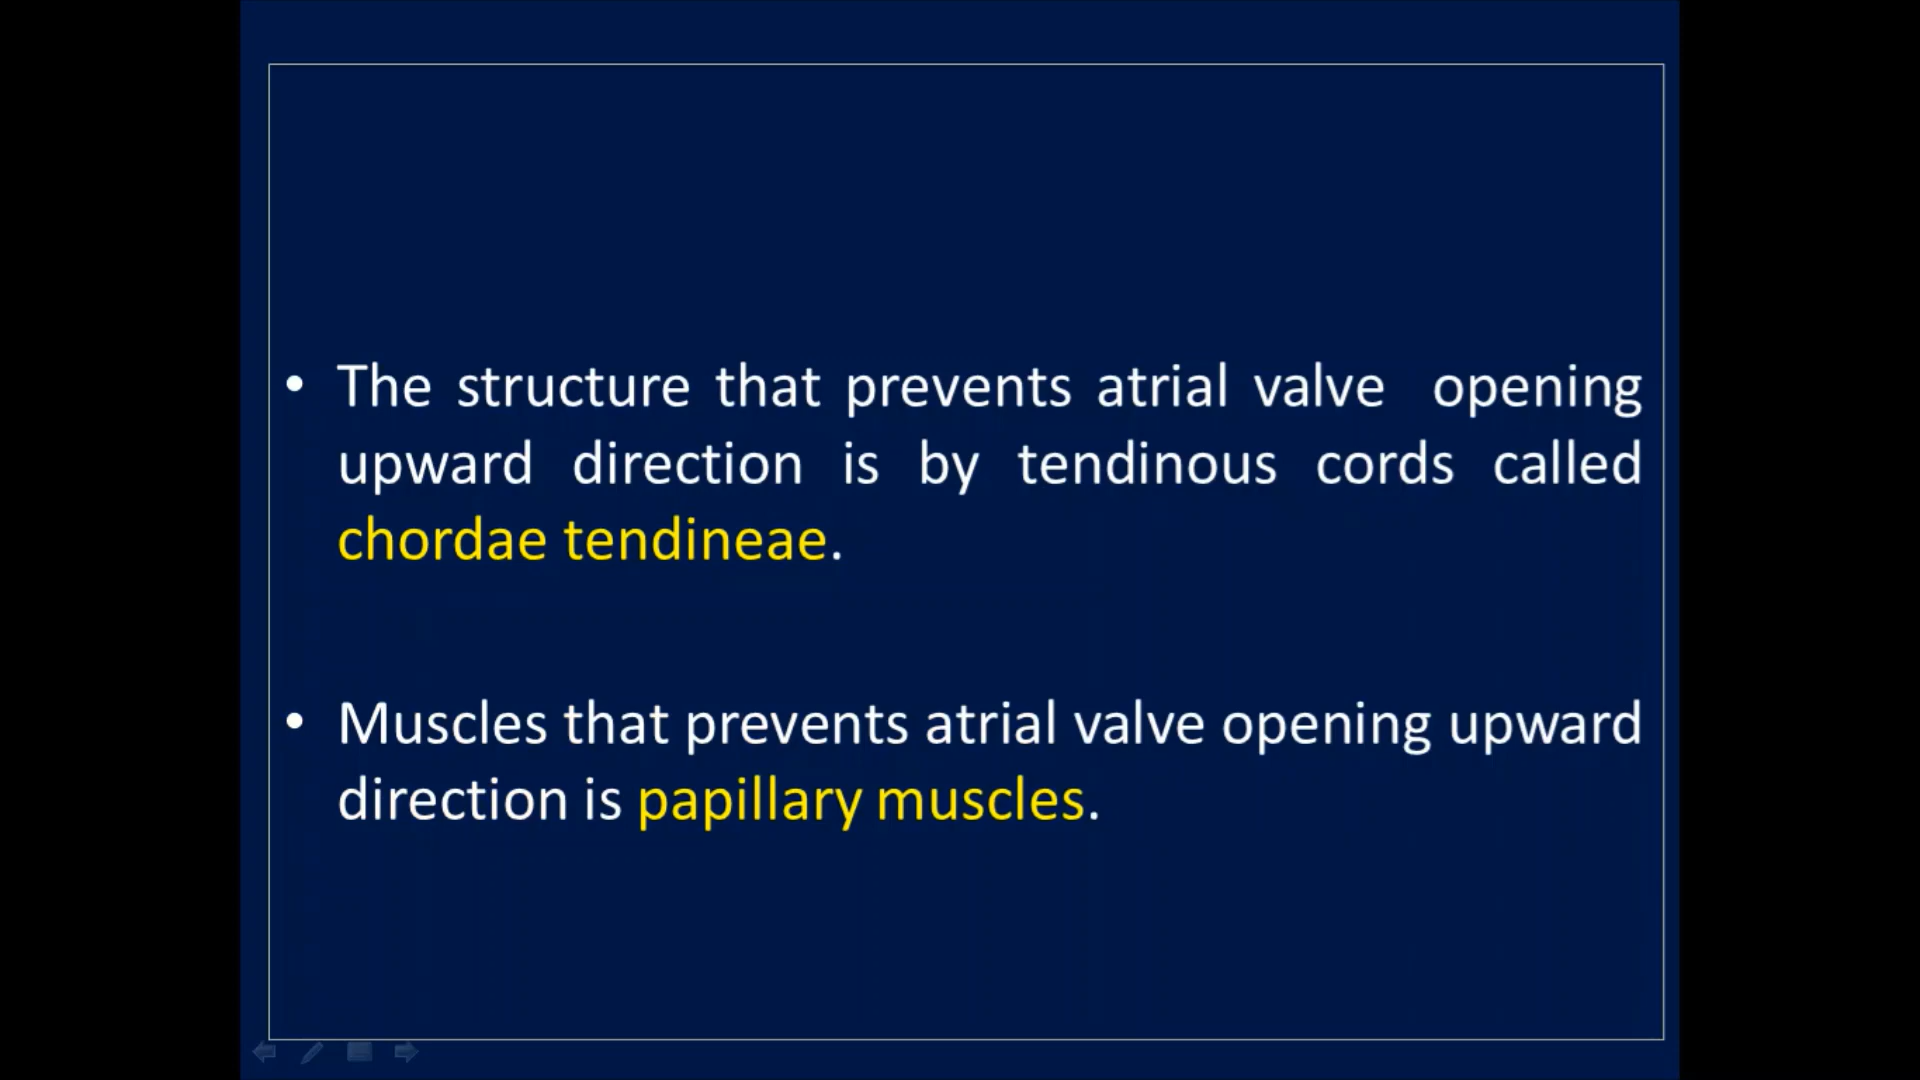 • The structure that prevents atrial valve opening
upward direction is by tendinous cords called
chordae tendineae.
• Muscles that prevents atrial valve opening upward
direction is papillary muscles.